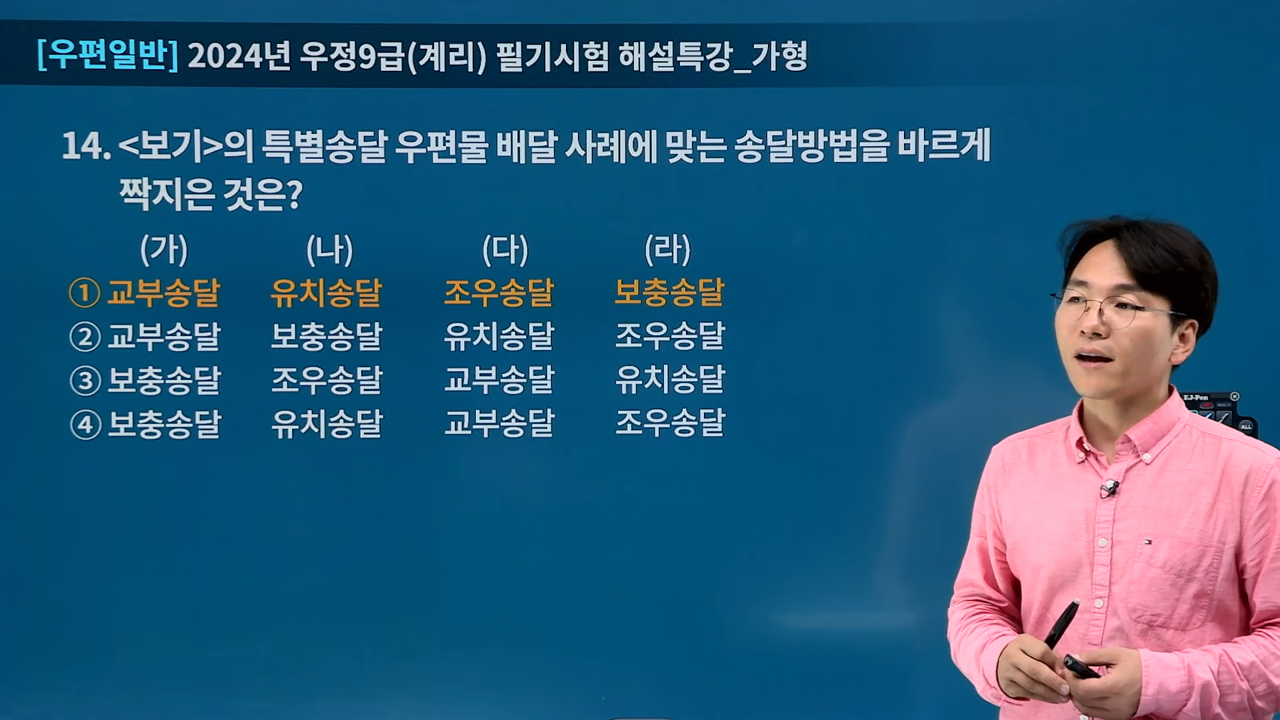 [우편일반] 2024년 우정9급(계리) 필기시험 해설특강_가형
14. <보기>의 특별송달 우편물 배달 사례에 맞는 송달방법을 바르게
짝지은 것은?
(가) (나) (다) (라)
① 교부송달 유치송달 조우송달 보충송달
② 교부송달 보충송달 유치송달 조우송달
③ 보충송달 조우송달 교부송달 유치송달
④ 보충송달 유치송달 교부송달 조우송달
EJ-Pen
ALL